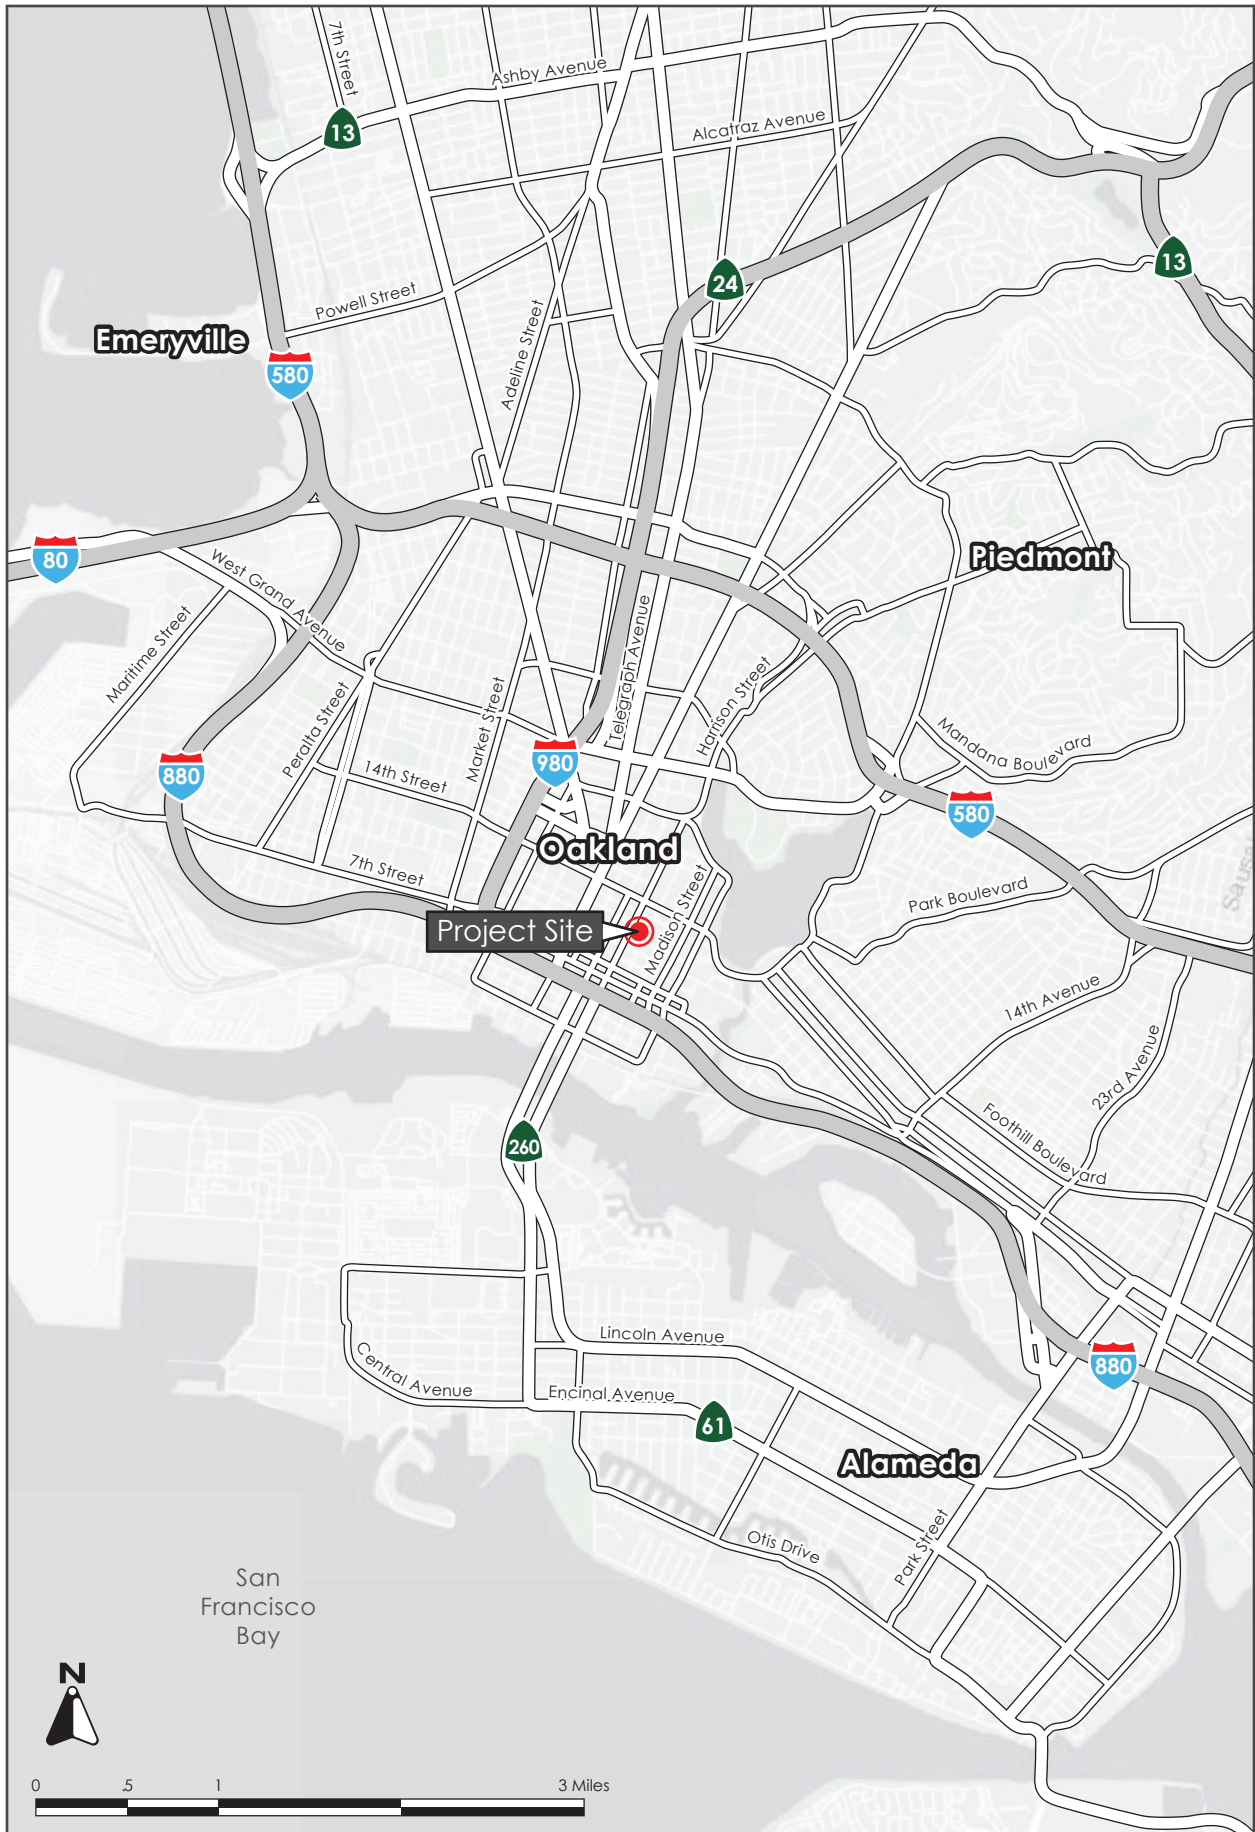 7th Street
Ashby Avenue
13
Alcatraz Avenue
24
13
Powell Street
Emeryville
Adeline Street
580
80
Piedmont
West Grand Avenue
Maritime Street
Telegraph Avenue
Harrison Street
Peralta Street
Market Street
Mandana Boulevard
880
14th Street
980
580
Oakland
7th Street
Madison Street
Park Boulevard
Project Site
14th Avenue
23rd Avenue
260
Foothill Boulevard
Lincoln Avenue
Central Avenue
Encinal Avenue
880
61
Alameda
Park Street
Otis Drive
San
Francisco
Bay
N
0 .5 1 3 Miles